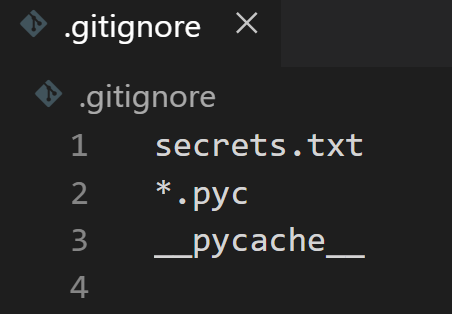 .gitignore
.gitignore
1 secrets.txt
2 *.pyc
3 __pycache__
4